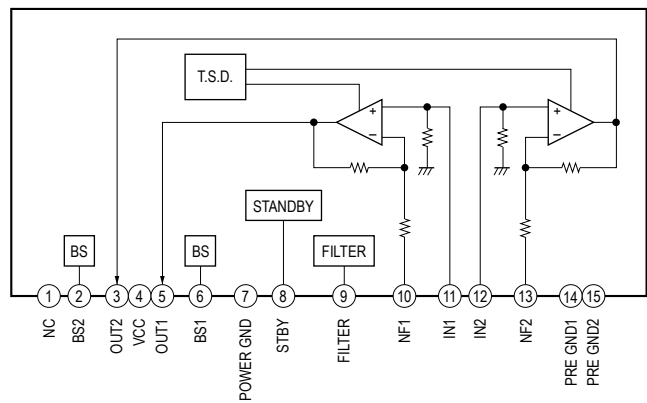 T.S.D.
+
−
+
−
STANDBY
BS
BS
FILTER
1 2 3 4 5 6 7 8 9 10 11 12 13 14 15
NC
BS2
OUT2
VCC
OUT1
BS1
POWER GND
STBY
FILTER
NF1
IN1
IN2
NF2
PRE GND1
PRE GND2